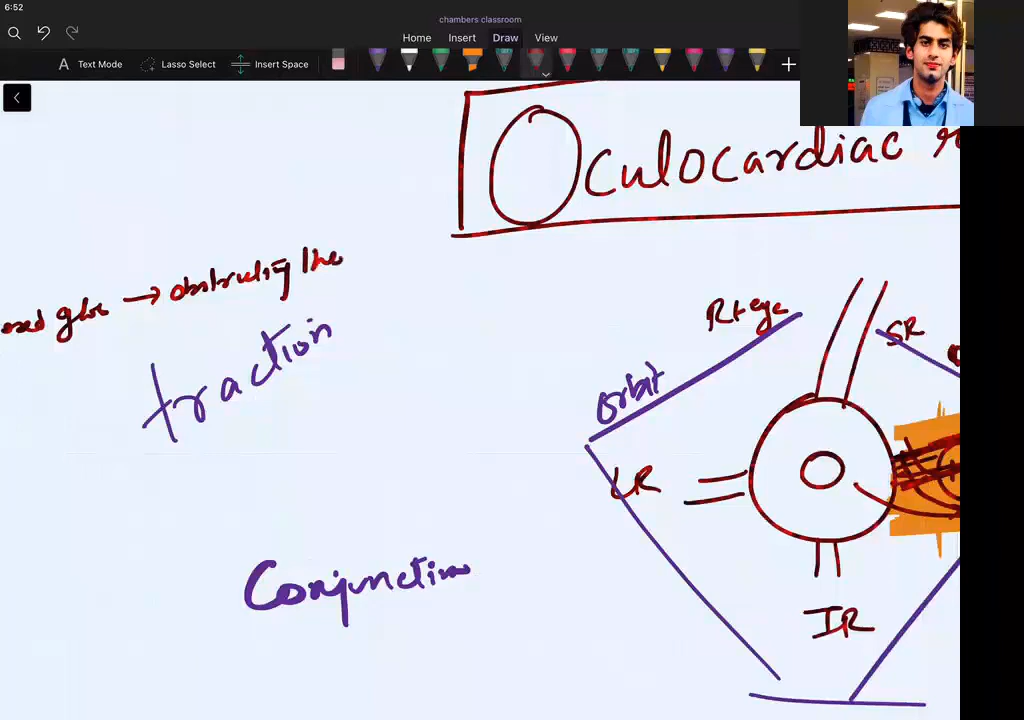 6:52
chambers classroom
Home Insert Draw View
Text Mode Lasso Select Insert Space
Oculocardiac r
obstructing the
traction
Rt eye
SR
Orbit
LR
Conjunctiva
IR